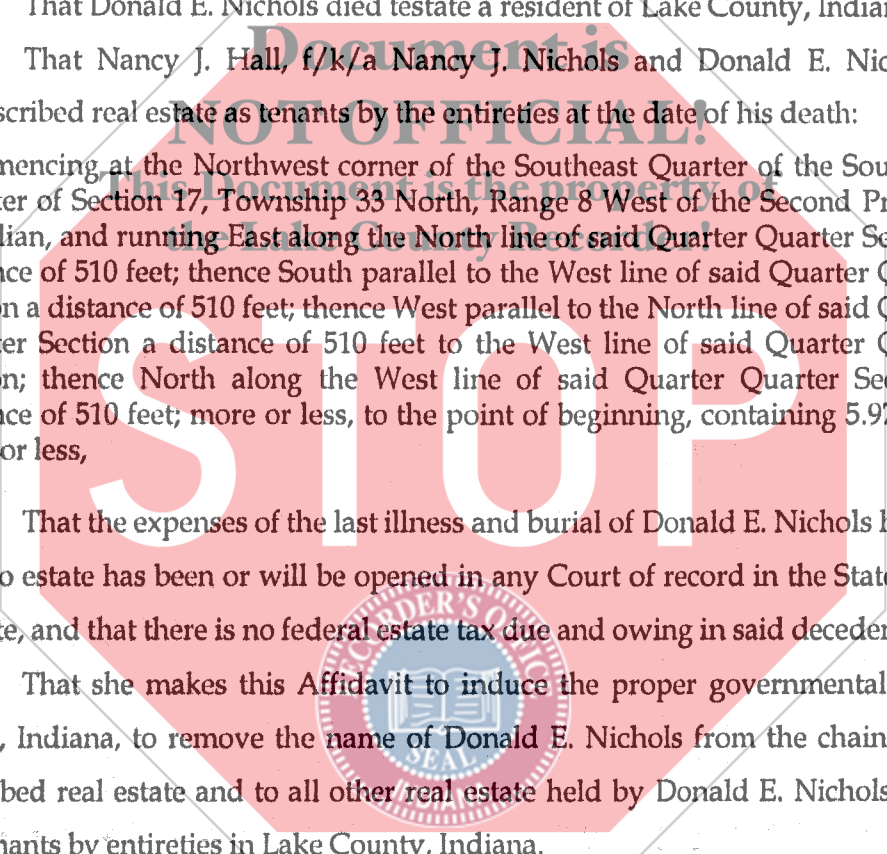 That Donald E. Nichols died testate a resident of Lake County, Indian
That Nancy J. Hall, f/k/a Nancy J. Nichols and Donald E. Nic
scribed real estate as tenants by the entireties at the date of his death:
mencing at the Northwest corner of the Southeast Quarter of the Sou
ter of Section 17, Township 33 North, Range 8 West of the Second Pr
lian, and running East along the North line of said Quarter Quarter Se
nce of 510 feet; thence South parallel to the West line of said Quarter Q
on a distance of 510 feet; thence West parallel to the North line of said Q
ter Section a distance of 510 feet to the West line of said Quarter Q
on; thence North along the West line of said Quarter Quarter Sec
nce of 510 feet; more or less, to the point of beginning, containing 5.9
or less,
That the expenses of the last illness and burial of Donald E. Nichols h
o estate has been or will be opened in any Court of record in the State
te, and that there is no federal estate tax due and owing in said deceden
That she makes this Affidavit to induce the proper governmental
, Indiana, to remove the name of Donald E. Nichols from the chain
bed real estate and to all other real estate held by Donald E. Nichols
nants by entireties in Lake County, Indiana.
Document is
NOT OFFICIAL!
This Document is the property of
the Lake County Recorder!
STOP
RECORDER'S OFFICE
SEAL
INDIANA